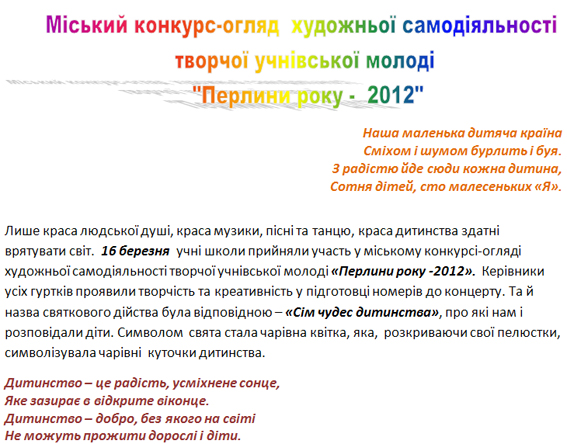 Міський конкурс-огляд художньої самодіяльності
творчої учнівської молоді
"Перлини року - 2012"
Наша маленька дитяча країна
Сміхом і шумом бурлить і буя.
З радістю йде сюди кожна дитина,
Сотня дітей, сто малесеньких «Я».
Лише краса людської душі, краса музики, пісні та танцю, краса дитинства здатні
врятувати світ. 16 березня учні школи прийняли участь у міському конкурсі-огляді
художньої самодіяльності творчої учнівської молоді «Перлини року -2012». Керівники
усіх гуртків проявили творчість та креативність у підготовці номерів до концерту. Та й
назва святкового дійства була відповідною – «Сім чудес дитинства», про які нам і
розповідали діти. Символом свята стала чарівна квітка, яка, розкриваючи свої пелюстки,
символізувала чарівні куточки дитинства.
Дитинство – це радість, усміхнене сонце,
Яке зазирає в відкрите віконце.
Дитинство – добро, без якого на світі
Не можуть прожити дорослі і діти.